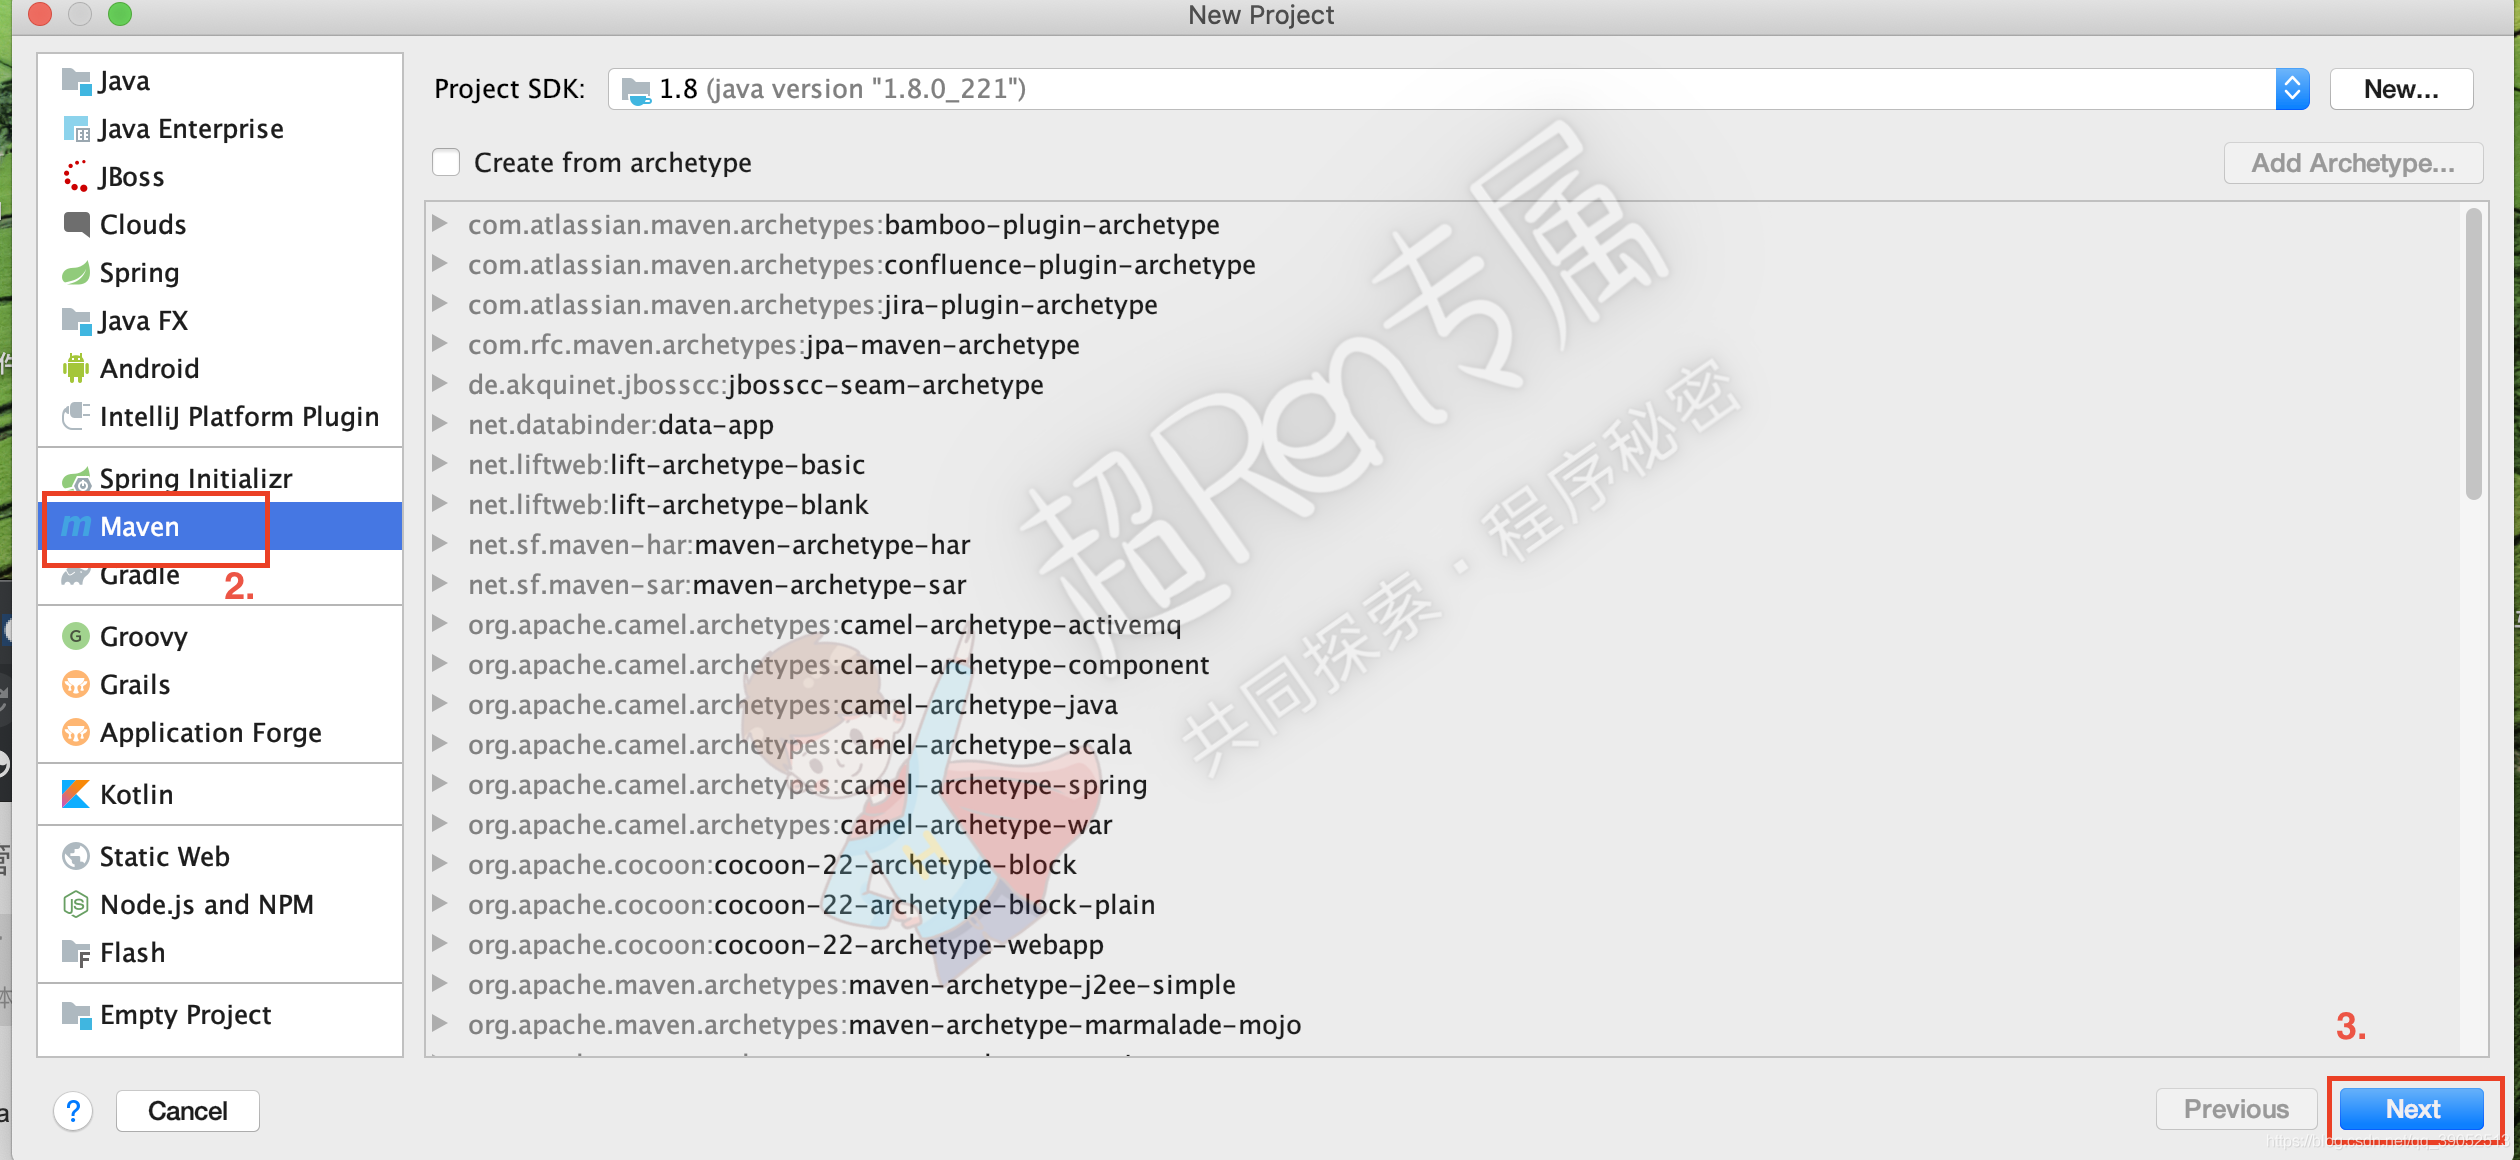 New Project
Java
Java Enterprise
JBoss
Clouds
Spring
Java FX
Android
IntelliJ Platform Plugin
Spring Initializr
Maven
Gradle
2.
Groovy
Grails
Application Forge
Kotlin
Static Web
Node.js and NPM
Flash
Empty Project
Project SDK: 1.8 (java version "1.8.0_221") New...
Create from archetype Add Archetype...
com.atlassian.maven.archetypes:bamboo-plugin-archetype
com.atlassian.maven.archetypes:confluence-plugin-archetype
com.atlassian.maven.archetypes:jira-plugin-archetype
com.rfc.maven.archetypes:jpa-maven-archetype
de.akquinet.jbosscc:jbosscc-seam-archetype
net.databinder:data-app
net.liftweb:lift-archetype-basic
net.liftweb:lift-archetype-blank
net.sf.maven-har:maven-archetype-har
net.sf.maven-sar:maven-archetype-sar
org.apache.camel.archetypes:camel-archetype-activemq
org.apache.camel.archetypes:camel-archetype-component
org.apache.camel.archetypes:camel-archetype-java
org.apache.camel.archetypes:camel-archetype-scala
org.apache.camel.archetypes:camel-archetype-spring
org.apache.camel.archetypes:camel-archetype-war
org.apache.cocoon:cocoon-22-archetype-block
org.apache.cocoon:cocoon-22-archetype-block-plain
org.apache.cocoon:cocoon-22-archetype-webapp
org.apache.maven.archetypes:maven-archetype-j2ee-simple
org.apache.maven.archetypes:maven-archetype-marmalade-mojo
超Ran专属
共同探索·程序秘密
3.
? Cancel Previous Next